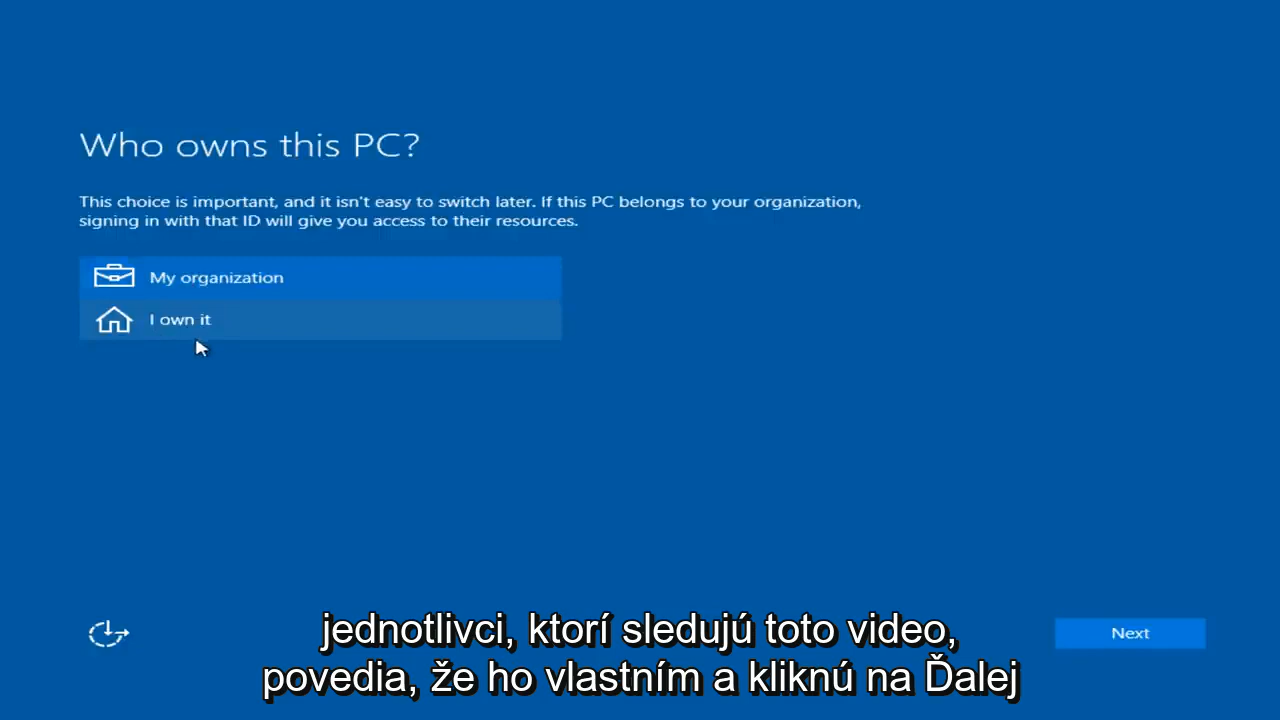 Who owns this PC?
This choice is important, and it isn't easy to switch later. If this PC belongs to your organization,
signing in with that ID will give you access to their resources.
My organization
I own it
Next
jednotlivci, ktorí sledujú toto video,
povedia, že ho vlastním a kliknú na Ďalej